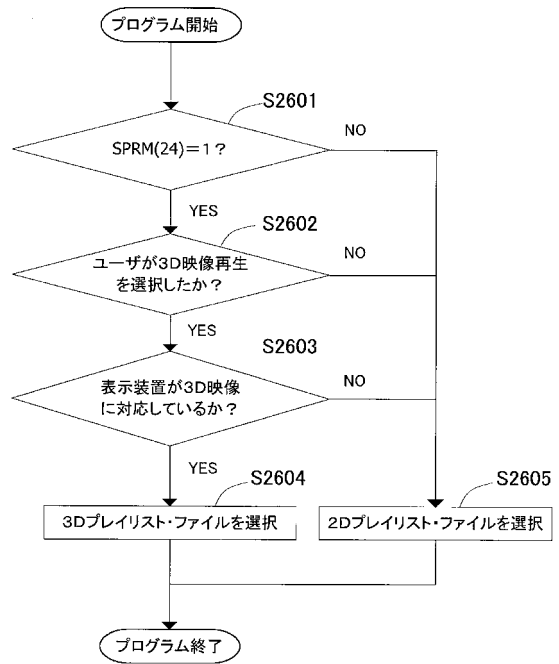 プログラム開始
S2601
SPRM(24)=1?
NO
YES
S2602
ユーザが3D映像再生
を選択したか?
NO
YES
S2603
表示装置が3D映像
に対応しているか?
NO
YES
S2604
3Dプレイリスト・ファイルを選択
S2605
2Dプレイリスト・ファイルを選択
プログラム終了